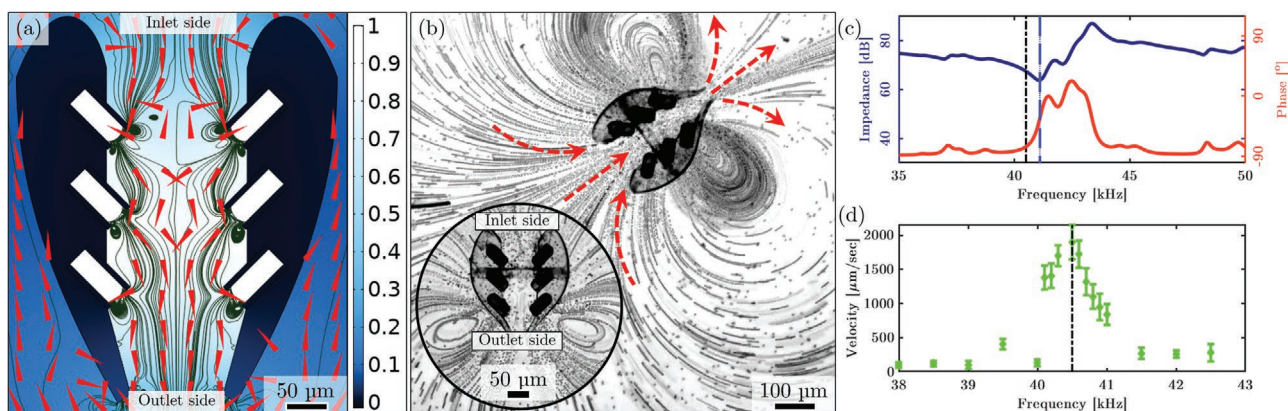 (a)
Inlet side
Outlet side
50 µm
1
0.9
0.8
0.7
0.6
0.5
0.4
0.3
0.2
0.1
0
(b)
Inlet side
Outlet side
50 µm
100 µm
(c)
Impedance [dB]
80
60
40
Phase [°]
90
0
-90
35
40
45
50
Frequency [kHz]
(d)
Velocity [µm/sec]
2000
1500
1000
500
0
38
39
40
41
42
43
Frequency [kHz]